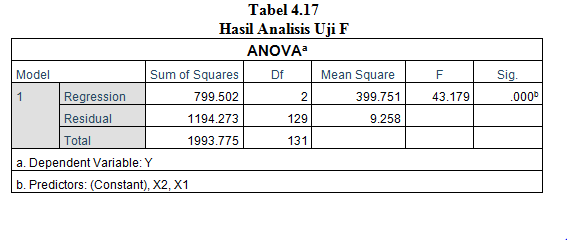 Tabel 4.17
Hasil Analisis Uji F
ANOVAᵃ
Model Sum of Squares Df Mean Square F Sig.
1 Regression 799.502 2 399.751 43.179 .000ᵇ
Residual 1194.273 129 9.258
Total 1993.775 131
a. Dependent Variable: Y
b. Predictors: (Constant), X2, X1